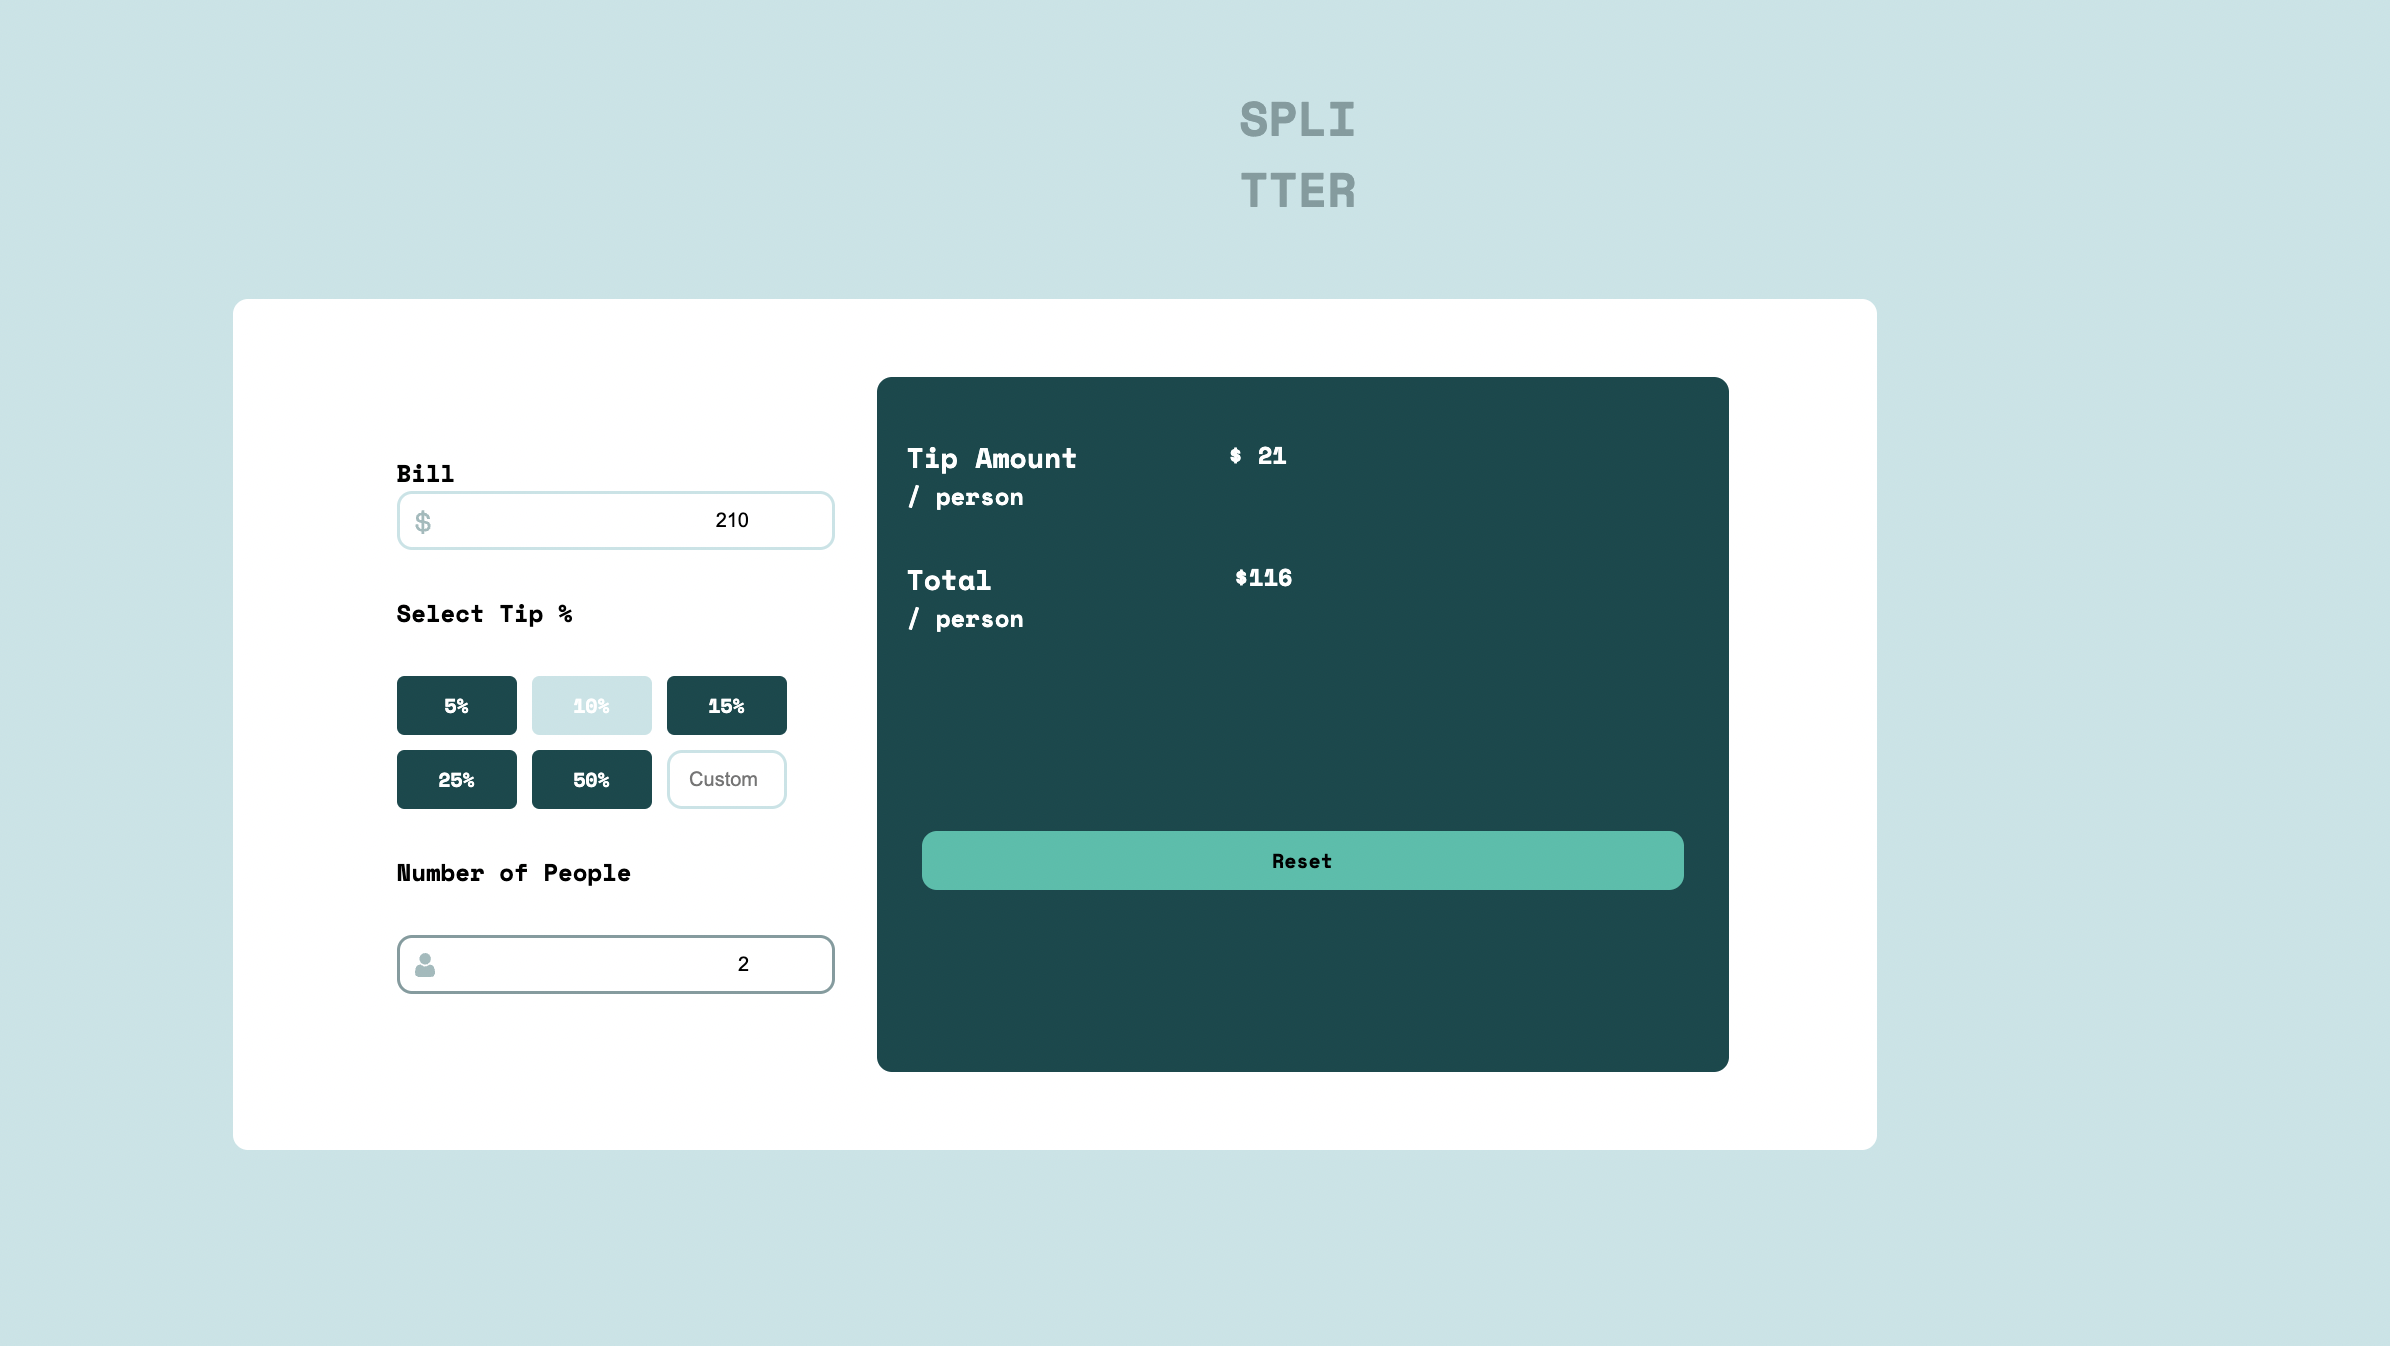 SPLI
TTER
Bill
$ 210
Select Tip %
5% 10% 15%
25% 50% Custom
Number of People
2
Tip Amount $ 21
/ person
Total $116
/ person
Reset